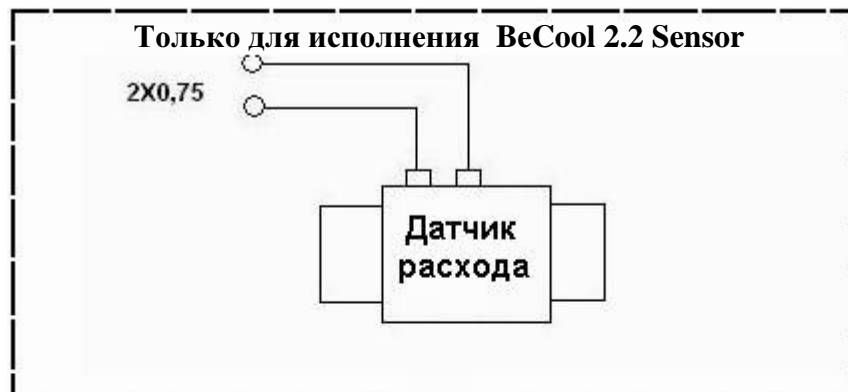 Только для исполнения BeCool 2.2 Sensor
2X0,75
Датчик
расхода